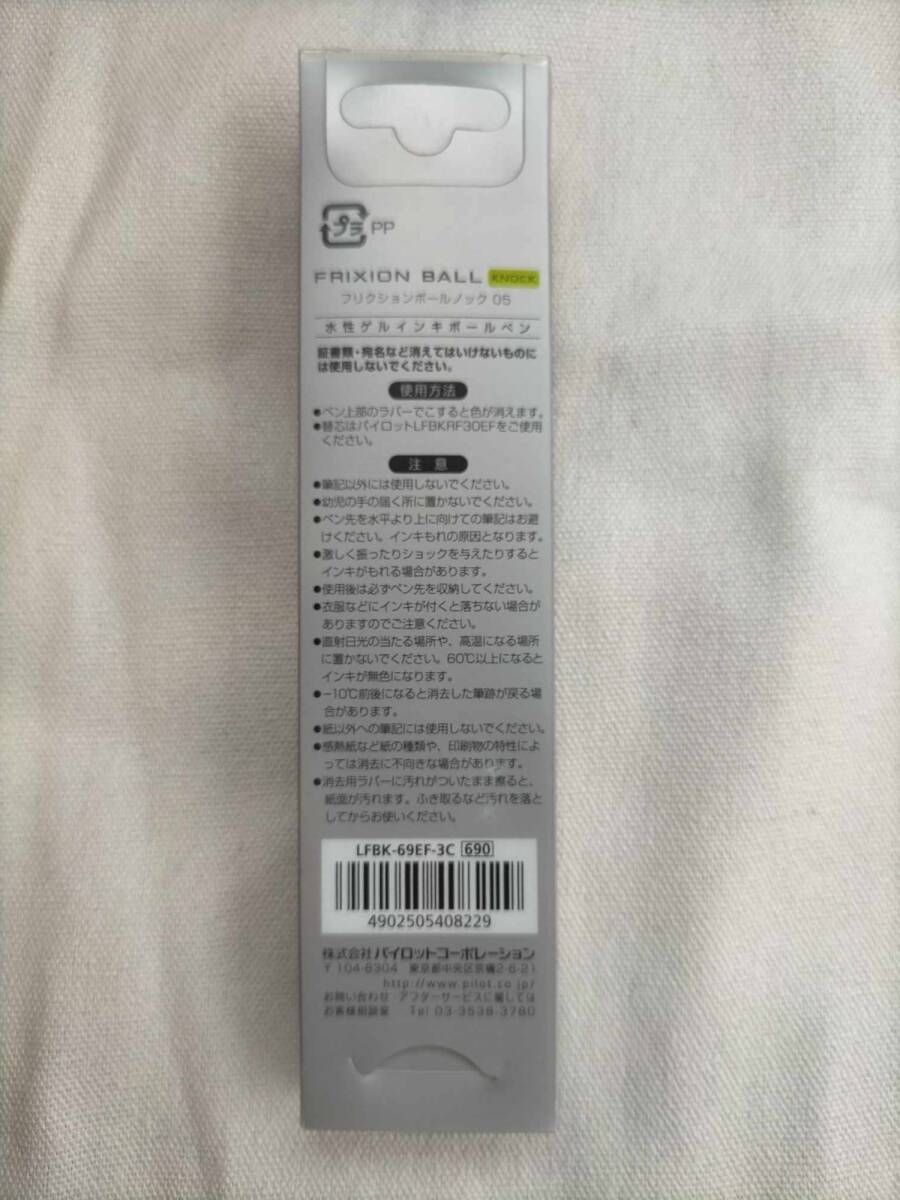 プラ PP
FRIXION BALL KNOCK
フリクションボールノック 05
水性ゲルインキボールペン
証書類・宛名など消えてはいけないものに
は使用しないでください。
使用方法
●ペン上部のラバーでこすると色が消えます。
●替芯はパイロットLFBKRF30EFをご使用
ください。
注 意
●筆記以外には使用しないでください。
●幼児の手の届く所に置かないでください。
●ペン先を水平より上に向けての筆記はお避
けください。インキもれの原因となります。
●激しく振ったりショックを与えたりすると
インキがもれる場合があります。
●使用後は必ずペン先を収納してください。
●衣服などにインキが付くと落ちない場合が
ありますのでご注意ください。
●直射日光の当たる場所や、高温になる場所
に置かないでください。60℃以上になると
インキが無色になります。
●−10℃前後になると消去した筆跡が戻る場
合があります。
●紙以外への筆記には使用しないでください。
●感熱紙など紙の種類や、印刷物の特性によ
っては消去に不向きな場合があります。
●消去用ラバーに汚れがついたまま擦ると、
紙面が汚れます。ふき取るなど汚れを落と
してからお使いください。
LFBK-69EF-3C 690
4902505408229
株式会社パイロットコーポレーション
〒104-8304 東京都中央区京橋2-6-21
http://www.pilot.co.jp/
お問い合わせ・アフターサービスに関しては
お客様相談室 Tel 03-3538-3780